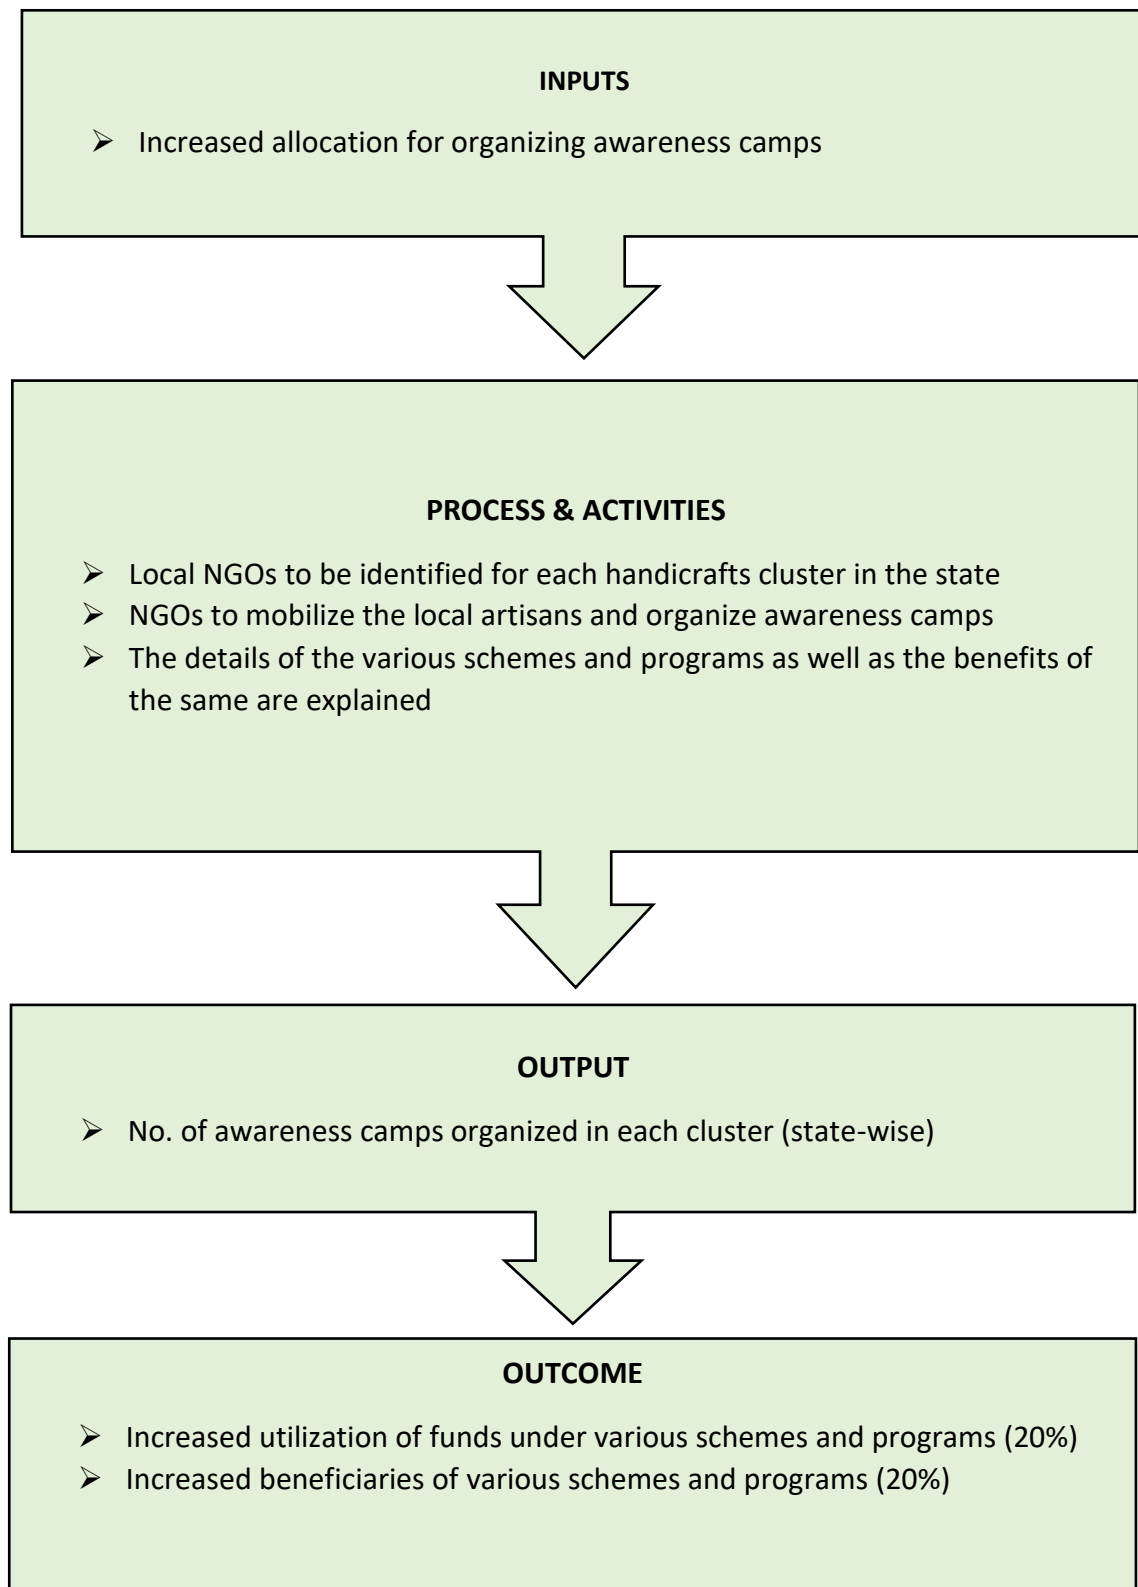 INPUTS
➢ Increased allocation for organizing awareness camps
PROCESS & ACTIVITIES
➢ Local NGOs to be identified for each handicrafts cluster in the state
➢ NGOs to mobilize the local artisans and organize awareness camps
➢ The details of the various schemes and programs as well as the benefits of
the same are explained
OUTPUT
➢ No. of awareness camps organized in each cluster (state-wise)
OUTCOME
➢ Increased utilization of funds under various schemes and programs (20%)
➢ Increased beneficiaries of various schemes and programs (20%)